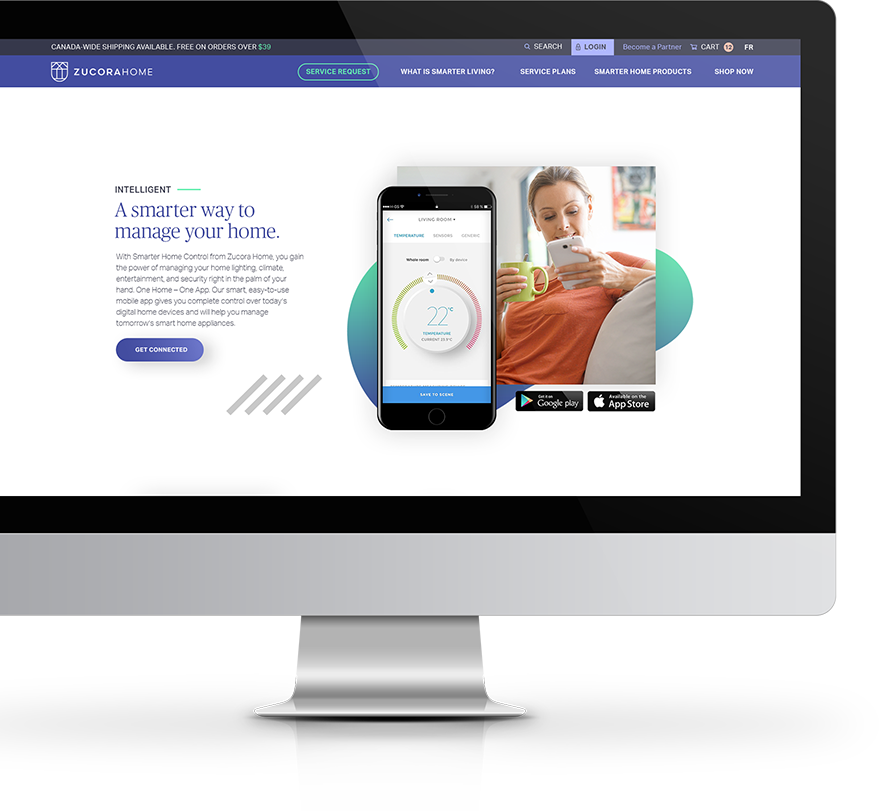 CANADA-WIDE SHIPPING AVAILABLE. FREE ON ORDERS OVER $39
SEARCH
LOGIN
Become a Partner
CART 12
FR
ZUCORAHOME
SERVICE REQUEST
WHAT IS SMARTER LIVING?
SERVICE PLANS
SMARTER HOME PRODUCTS
SHOP NOW
INTELLIGENT
A smarter way to
manage your home.
With Smarter Home Control from Zucora Home, you gain
the power of managing your home lighting, climate,
entertainment, and security right in the palm of your
hand. One Home – One App. Our smart, easy-to-use
mobile app gives you complete control over today's
digital home devices and will help you manage
tomorrow's smart home appliances.
GET CONNECTED
LIVING ROOM
TEMPERATURE SENSORS GENERIC
Whole room By device
22°C
TEMPERATURE
CURRENT 23.9°C
SAVE TO SCENE
Get it on
Google play
Available on the
App Store